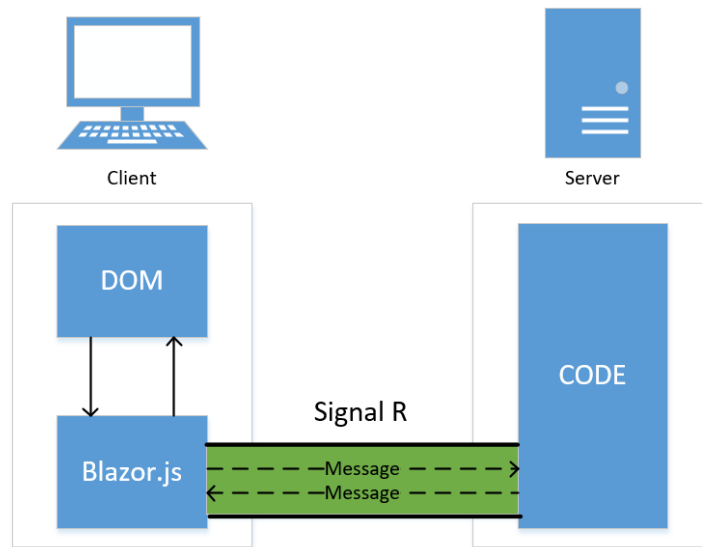 Client
Server
DOM
CODE
Signal R
Blazor.js
Message
Message